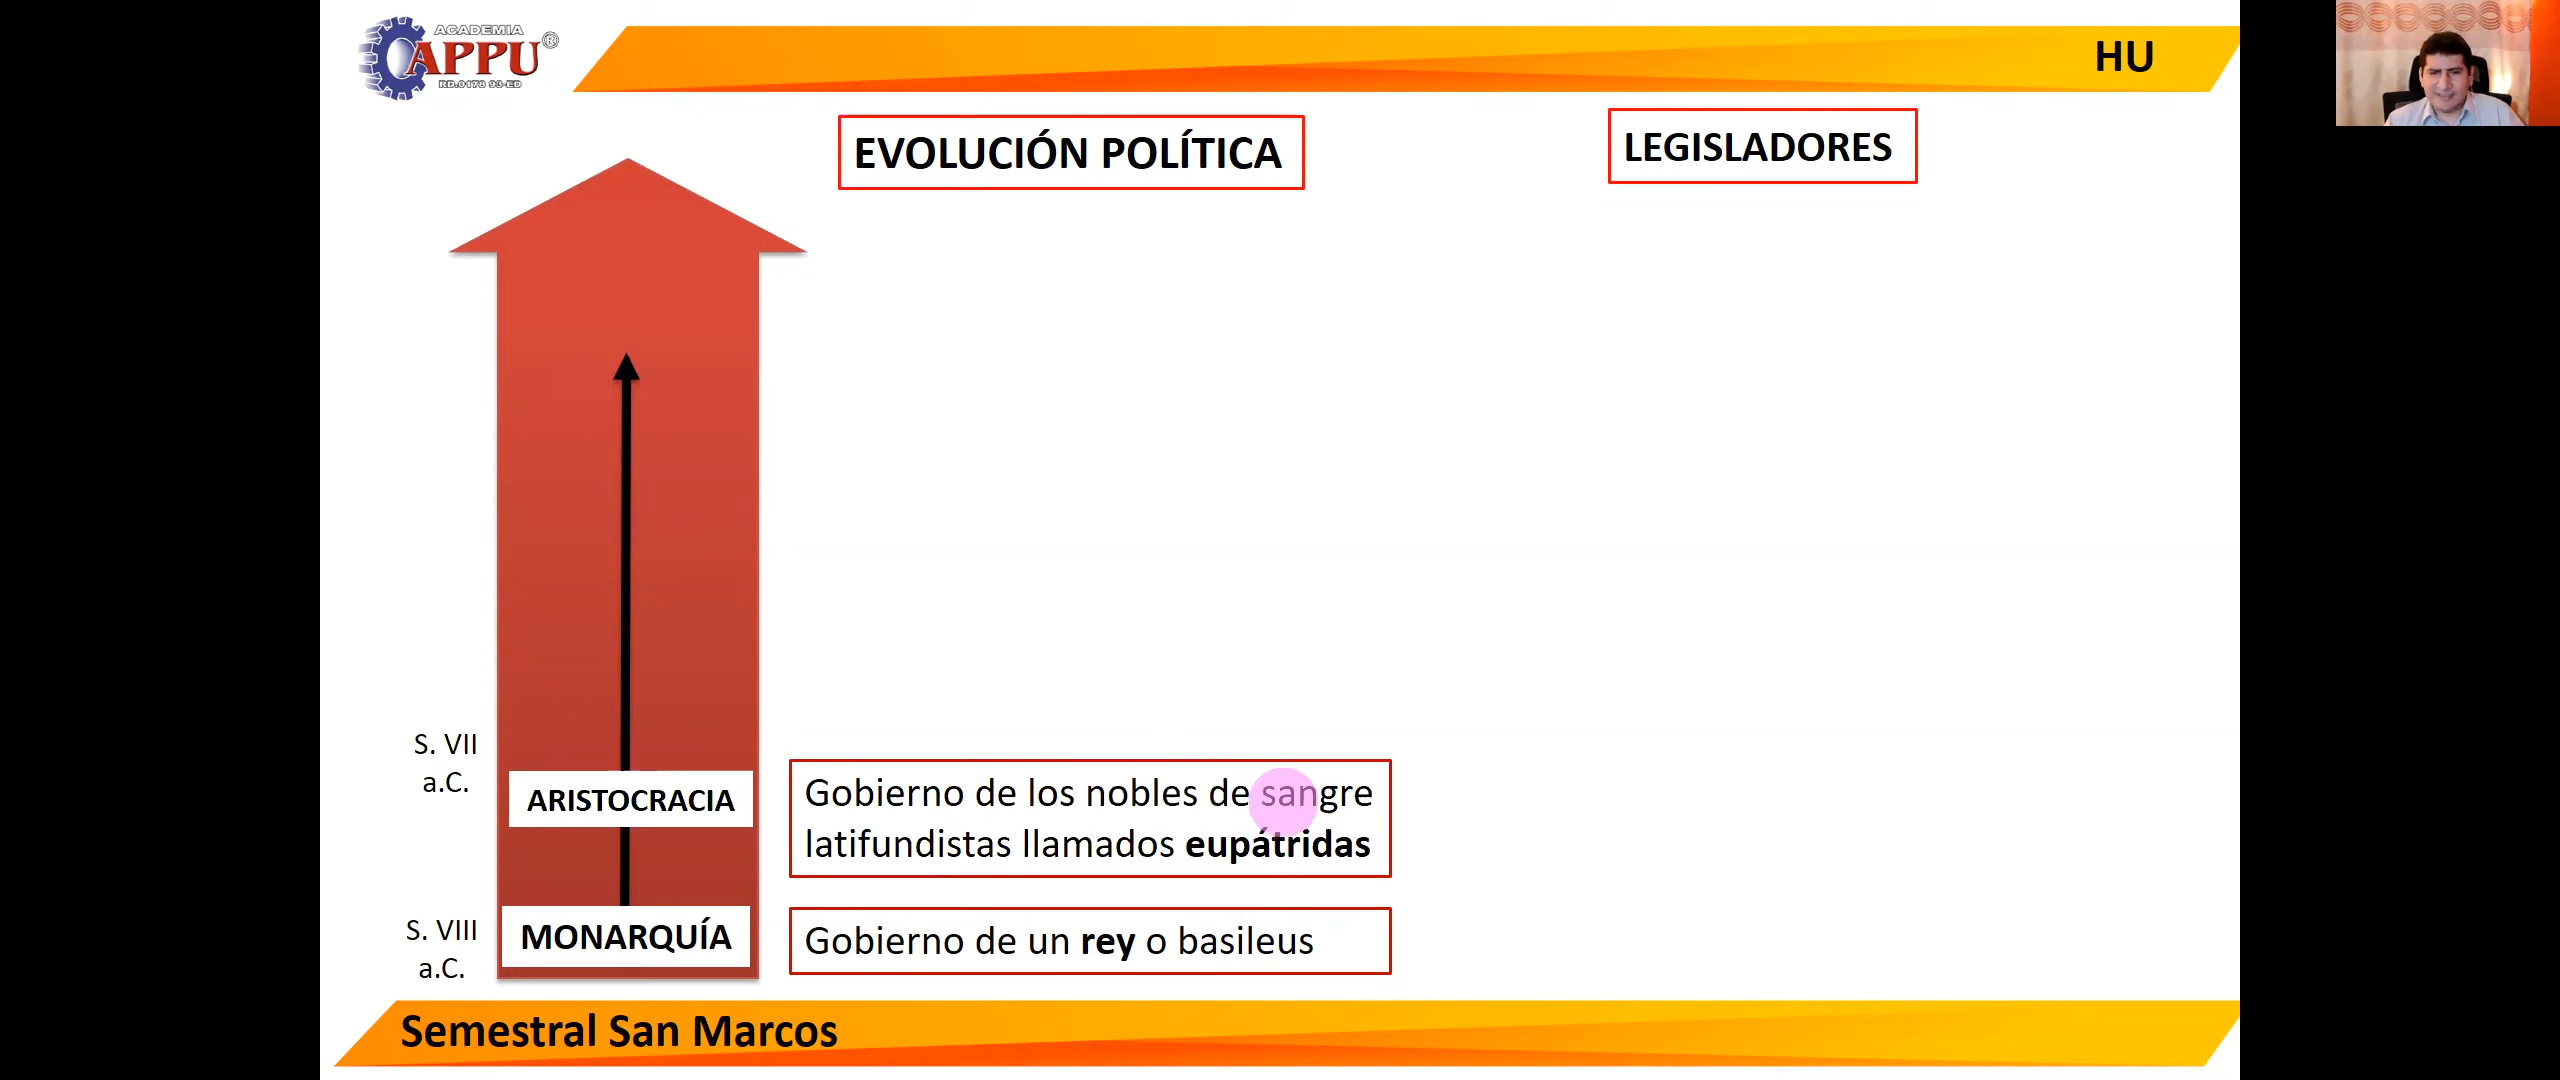 ACADEMIA
APPU®
RD.0178 93-ED
HU
EVOLUCIÓN POLÍTICA
LEGISLADORES
S. VII
a.C.
ARISTOCRACIA
Gobierno de los nobles de sangre
latifundistas llamados eupátridas
S. VIII
a.C.
MONARQUÍA
Gobierno de un rey o basileus
Semestral San Marcos